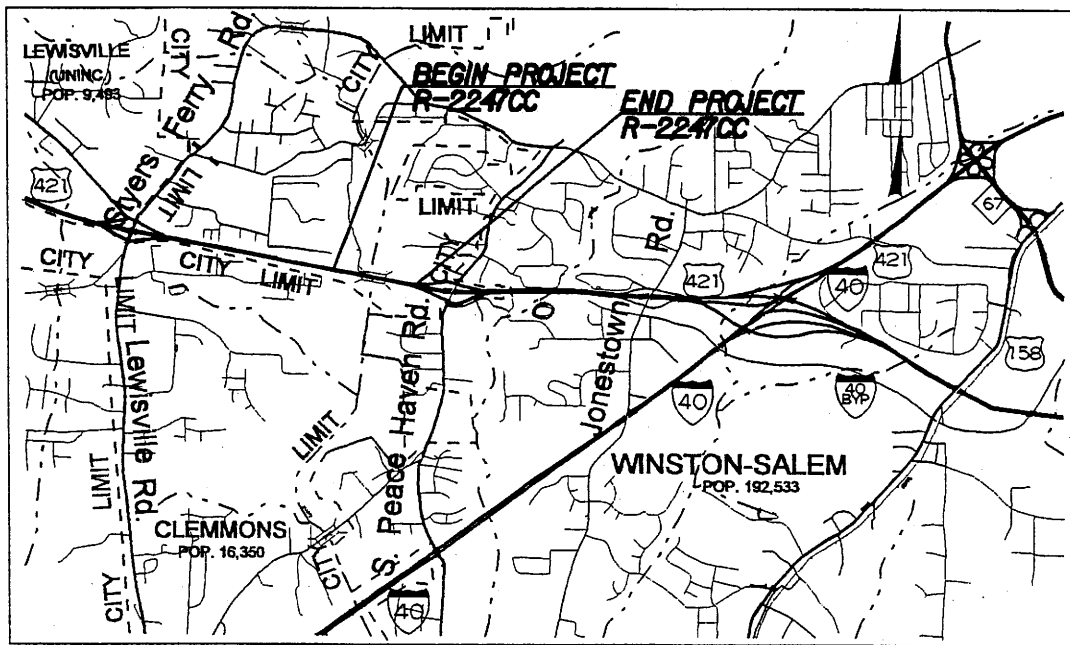 LEWISVILLE
(UNINC.)
POP. 9,493
CITY
LIMIT
Styers Ferry Rd.
CITY
LIMIT
BEGIN PROJECT
R-2247CC
END PROJECT
R-2247CC
LIMIT
CITY
421
CITY
CITY
LIMIT
Rd.
67
421
421
40
158
LIMIT
Lewisville Rd.
S. Peace Haven Rd.
O
Jonestown
40
40
BYP
LIMIT
LIMIT
CITY
WINSTON-SALEM
POP. 192,533
CLEMMONS
POP. 16,350
CITY
40